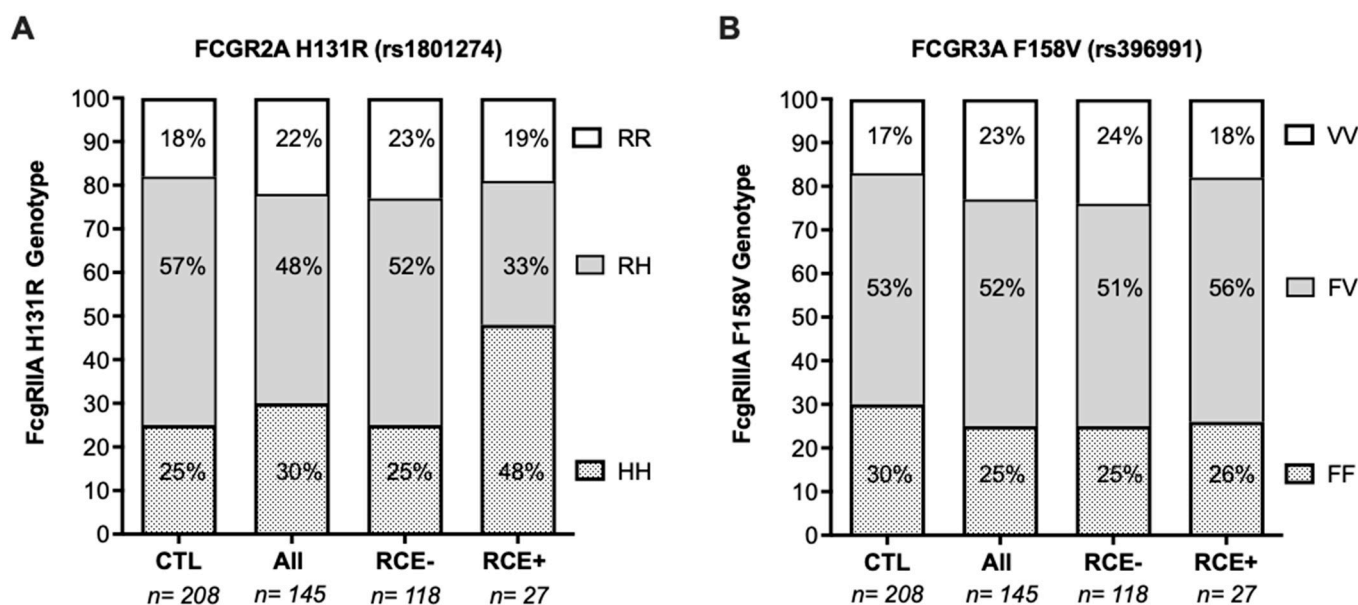 A
FCGR2A H131R (rs1801274)
FcgRIIA H131R Genotype
100
90
80
70
60
50
40
30
20
10
0
18%
22%
23%
19%
57%
48%
52%
33%
25%
30%
25%
48%
RR
RH
HH
CTL
All
RCE-
RCE+
n= 208
n= 145
n= 118
n= 27
B
FCGR3A F158V (rs396991)
FcgRIIIA F158V Genotype
100
90
80
70
60
50
40
30
20
10
0
17%
23%
24%
18%
53%
52%
51%
56%
30%
25%
25%
26%
VV
FV
FF
CTL
All
RCE-
RCE+
n= 208
n= 145
n= 118
n= 27